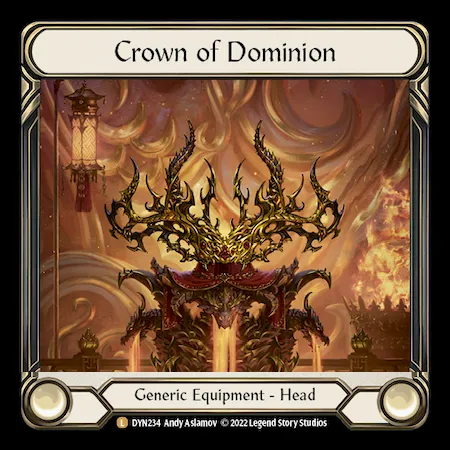 Crown of Dominion
Generic Equipment - Head
L DYN234 Andy Aslamov © 2022 Legend Story Studios